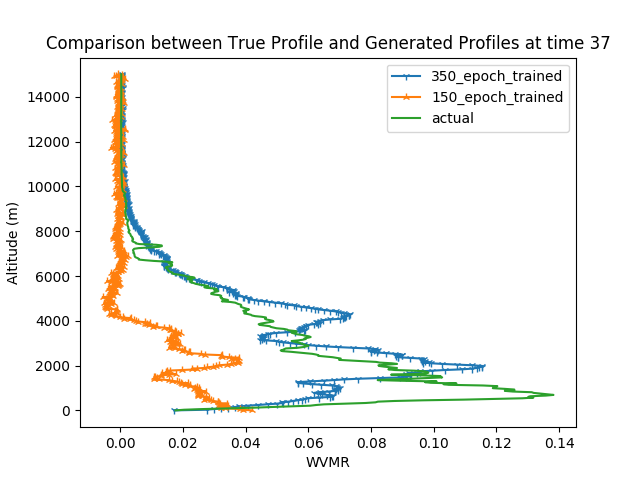 Comparison between True Profile and Generated Profiles at time 37
350_epoch_trained
150_epoch_trained
actual
Altitude (m)
14000
12000
10000
8000
6000
4000
2000
0
0.00 0.02 0.04 0.06 0.08 0.10 0.12 0.14
WVMR